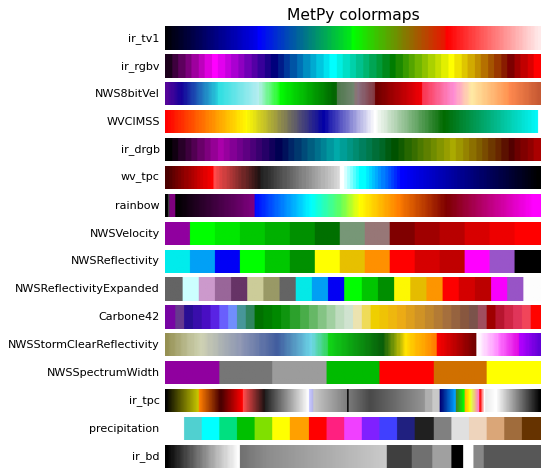 MetPy colormaps
ir_tv1
ir_rgbv
NWS8bitVel
WVCIMSS
ir_drgb
wv_tpc
rainbow
NWSVelocity
NWSReflectivity
NWSReflectivityExpanded
Carbone42
NWSStormClearReflectivity
NWSSpectrumWidth
ir_tpc
precipitation
ir_bd